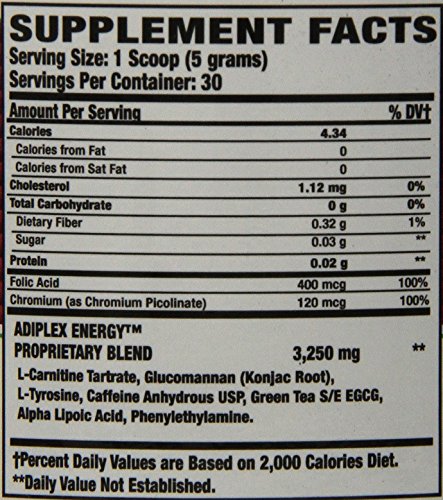 SUPPLEMENT FACTS
Serving Size: 1 Scoop (5 grams)
Servings Per Container: 30
Amount Per Serving % DV†
Calories 4.34
Calories from Fat 0
Calories from Sat Fat 0
Cholesterol 1.12 mg 0%
Total Carbohydrate 0 g 0%
Dietary Fiber 0.32 g 1%
Sugar 0.03 g **
Protein 0.02 g **
Folic Acid 400 mcg 100%
Chromium (as Chromium Picolinate) 120 mcg 100%
ADIPLEX ENERGY™
PROPRIETARY BLEND 3,250 mg **
L-Carnitine Tartrate, Glucomannan (Konjac Root),
L-Tyrosine, Caffeine Anhydrous USP, Green Tea S/E EGCG,
Alpha Lipoic Acid, Phenylethylamine.
†Percent Daily Values are Based on 2,000 Calories Diet.
**Daily Value Not Established.